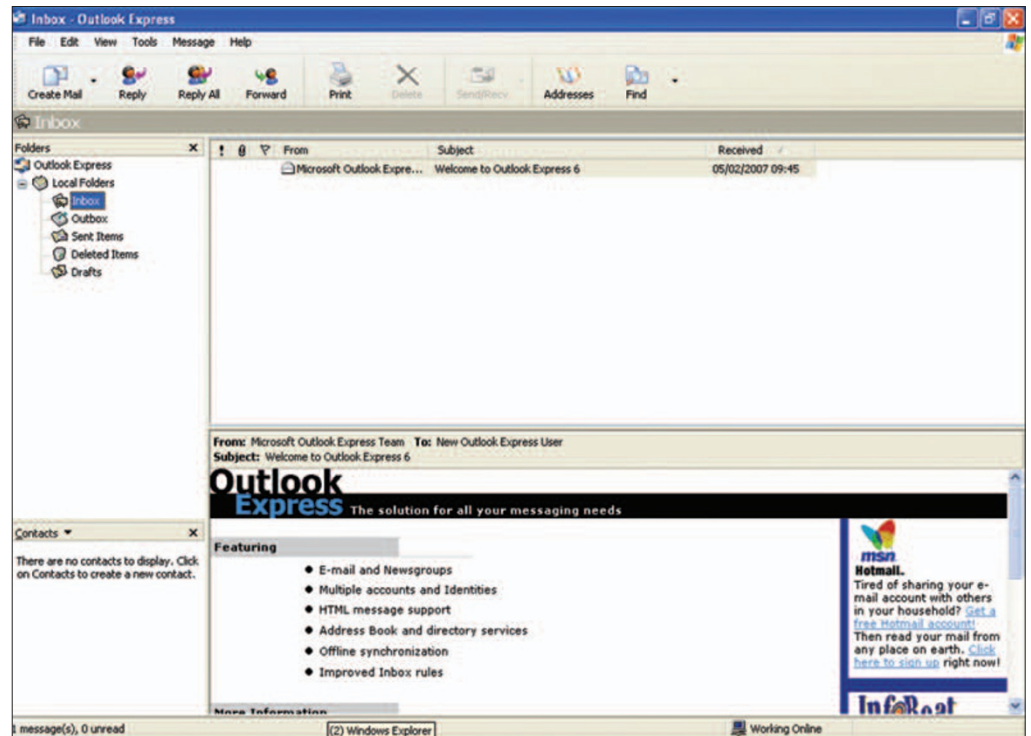 Inbox - Outlook Express
File Edit View Tools Message Help
Create Mail Reply Reply All Forward Print Delete Send/Recv Addresses Find
Inbox
Folders
Outlook Express
Local Folders
Inbox
Outbox
Sent Items
Deleted Items
Drafts
! From Subject Received
Microsoft Outlook Expre... Welcome to Outlook Express 6 05/02/2007 09:45
From: Microsoft Outlook Express Team To: New Outlook Express User
Subject: Welcome to Outlook Express 6
Outlook
Express The solution for all your messaging needs
Featuring
E-mail and Newsgroups
Multiple accounts and Identities
HTML message support
Address Book and directory services
Offline synchronization
Improved Inbox rules
More Information
msn
Hotmail.
Tired of sharing your e-
mail account with others
in your household? Get a
free Hotmail account!
Then read your mail from
any place on earth. Click
here to sign up right now!
InfoBeat
Contacts
There are no contacts to display. Click
on Contacts to create a new contact.
1 message(s), 0 unread (2) Windows Explorer Working Online